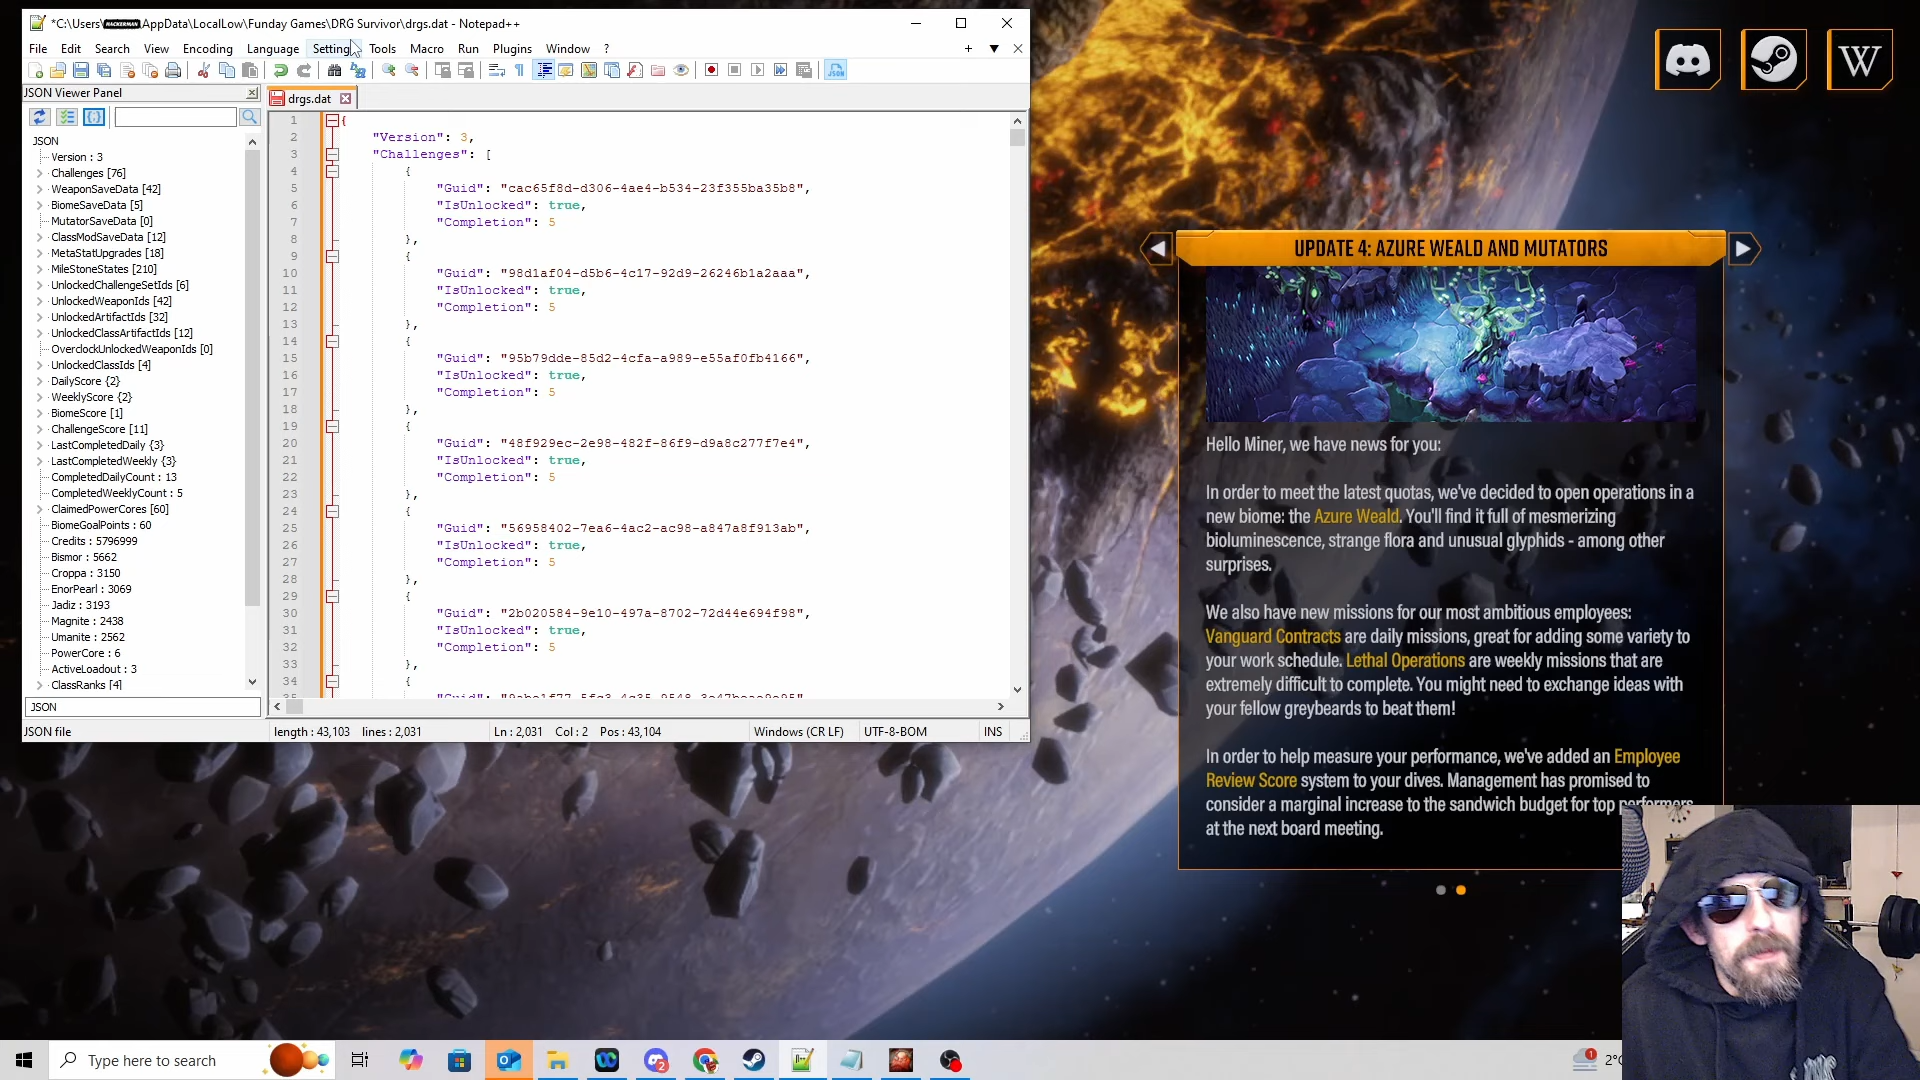 *C:\Users\HACKERMAN\AppData\LocalLow\Funday Games\DRG Survivor\drgs.dat - Notepad++
File Edit Search View Encoding Language Settings Tools Macro Run Plugins Window ?
JSON Viewer Panel
drgs.dat
JSON
Version : 3
Challenges [76]
WeaponSaveData [42]
BiomeSaveData [5]
MutatorSaveData [0]
ClassModSaveData [12]
MetaStatUpgrades [18]
MileStoneStates [210]
UnlockedChallengeSetIds [6]
UnlockedWeaponIds [42]
UnlockedArtifactIds [32]
UnlockedClassArtifactIds [12]
OverclockUnlockedWeaponIds [0]
UnlockedClassIds [4]
DailyScore {2}
WeeklyScore {2}
BiomeScore [1]
ChallengeScore [11]
LastCompletedDaily {3}
LastCompletedWeekly {3}
CompletedDailyCount : 13
CompletedWeeklyCount : 5
ClaimedPowerCores [60]
BiomeGoalPoints : 60
Credits : 5796999
Bismor : 5662
Croppa : 3150
EnorPearl : 3069
Jadiz : 3193
Magnite : 2438
Umanite : 2562
PowerCore : 6
ActiveLoadout : 3
ClassRanks [4]
JSON
JSON file
1 {
2 "Version": 3,
3 "Challenges": [
4 {
5 "Guid": "cac65f8d-d306-4ae4-b534-23f355ba35b8",
6 "IsUnlocked": true,
7 "Completion": 5
8 },
9 {
10 "Guid": "98d1af04-d5b6-4c17-92d9-26246b1a2aaa",
11 "IsUnlocked": true,
12 "Completion": 5
13 },
14 {
15 "Guid": "95b79dde-85d2-4cfa-a989-e55af0fb4166",
16 "IsUnlocked": true,
17 "Completion": 5
18 },
19 {
20 "Guid": "48f929ec-2e98-482f-86f9-d9a8c277f7e4",
21 "IsUnlocked": true,
22 "Completion": 5
23 },
24 {
25 "Guid": "56958402-7ea6-4ac2-ac98-a847a8f913ab",
26 "IsUnlocked": true,
27 "Completion": 5
28 },
29 {
30 "Guid": "2b020584-9e10-497a-8702-72d44e694f98",
31 "IsUnlocked": true,
32 "Completion": 5
33 },
34 {
35
length : 43,103 lines : 2,031 Ln : 2,031 Col : 2 Pos : 43,104 Windows (CR LF) UTF-8-BOM INS
W
UPDATE 4: AZURE WEALD AND MUTATORS
Hello Miner, we have news for you:
In order to meet the latest quotas, we've decided to open operations in a
new biome: the Azure Weald. You'll find it full of mesmerizing
bioluminescence, strange flora and unusual glyphids - among other
surprises.
We also have new missions for our most ambitious employees:
Vanguard Contracts are daily missions, great for adding some variety to
your work schedule. Lethal Operations are weekly missions that are
extremely difficult to complete. You might need to exchange ideas with
your fellow greybeards to beat them!
In order to help measure your performance, we've added an Employee
Review Score system to your dives. Management has promised to
consider a marginal increase to the sandwich budget for top performers
at the next board meeting.
Type here to search
2
1
2°